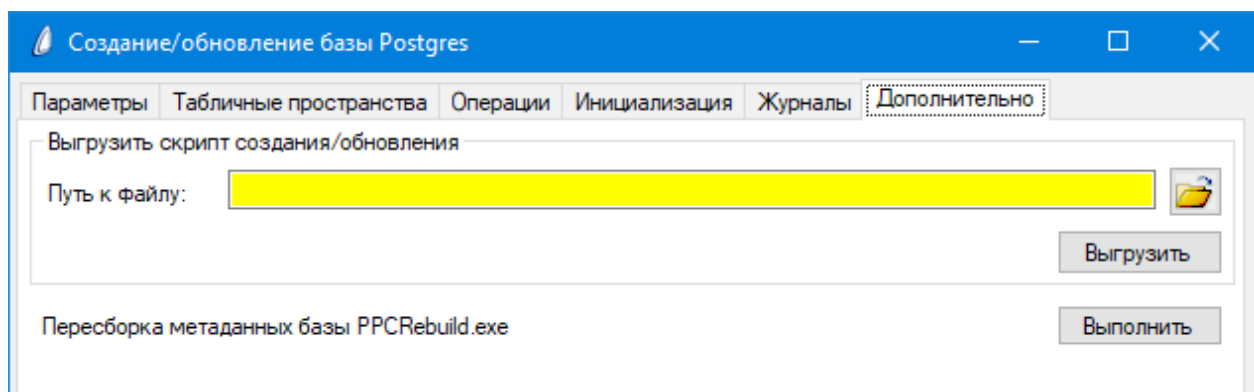 Создание/обновление базы Postgres
Параметры Табличные пространства Операции Инициализация Журналы Дополнительно
Выгрузить скрипт создания/обновления
Путь к файлу:
Выгрузить
Пересборка метаданных базы PPCRebuild.exe Выполнить